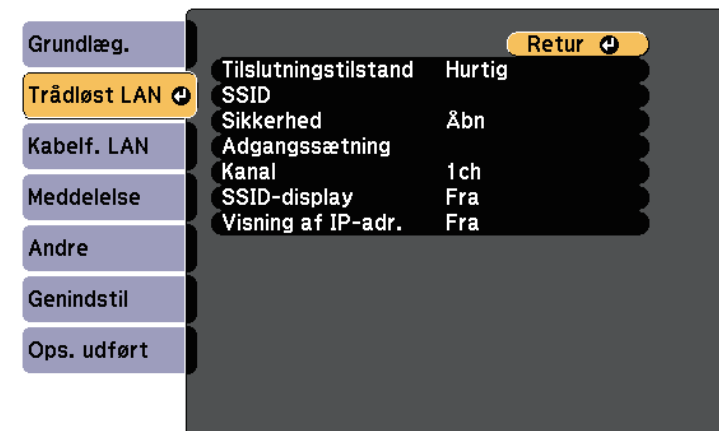 Grundlæg.
Trådløst LAN
Kabelf. LAN
Meddelelse
Andre
Genindstil
Ops. udført
Retur
Tilslutningstilstand Hurtig
SSID
Sikkerhed Åbn
Adgangssætning
Kanal 1ch
SSID-display Fra
Visning af IP-adr. Fra